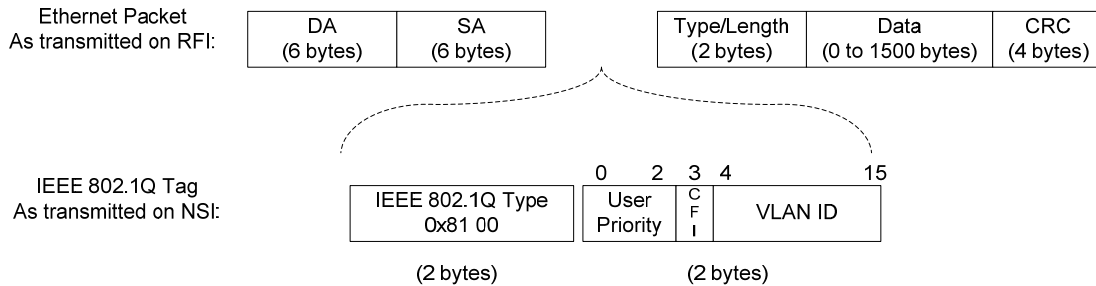 Ethernet Packet
As transmitted on RFI:
DA
(6 bytes)
SA
(6 bytes)
Type/Length
(2 bytes)
Data
(0 to 1500 bytes)
CRC
(4 bytes)
IEEE 802.1Q Tag
As transmitted on NSI:
0 2 3 4 15
IEEE 802.1Q Type
0x81 00
User
Priority
C
F
I
VLAN ID
(2 bytes)
(2 bytes)